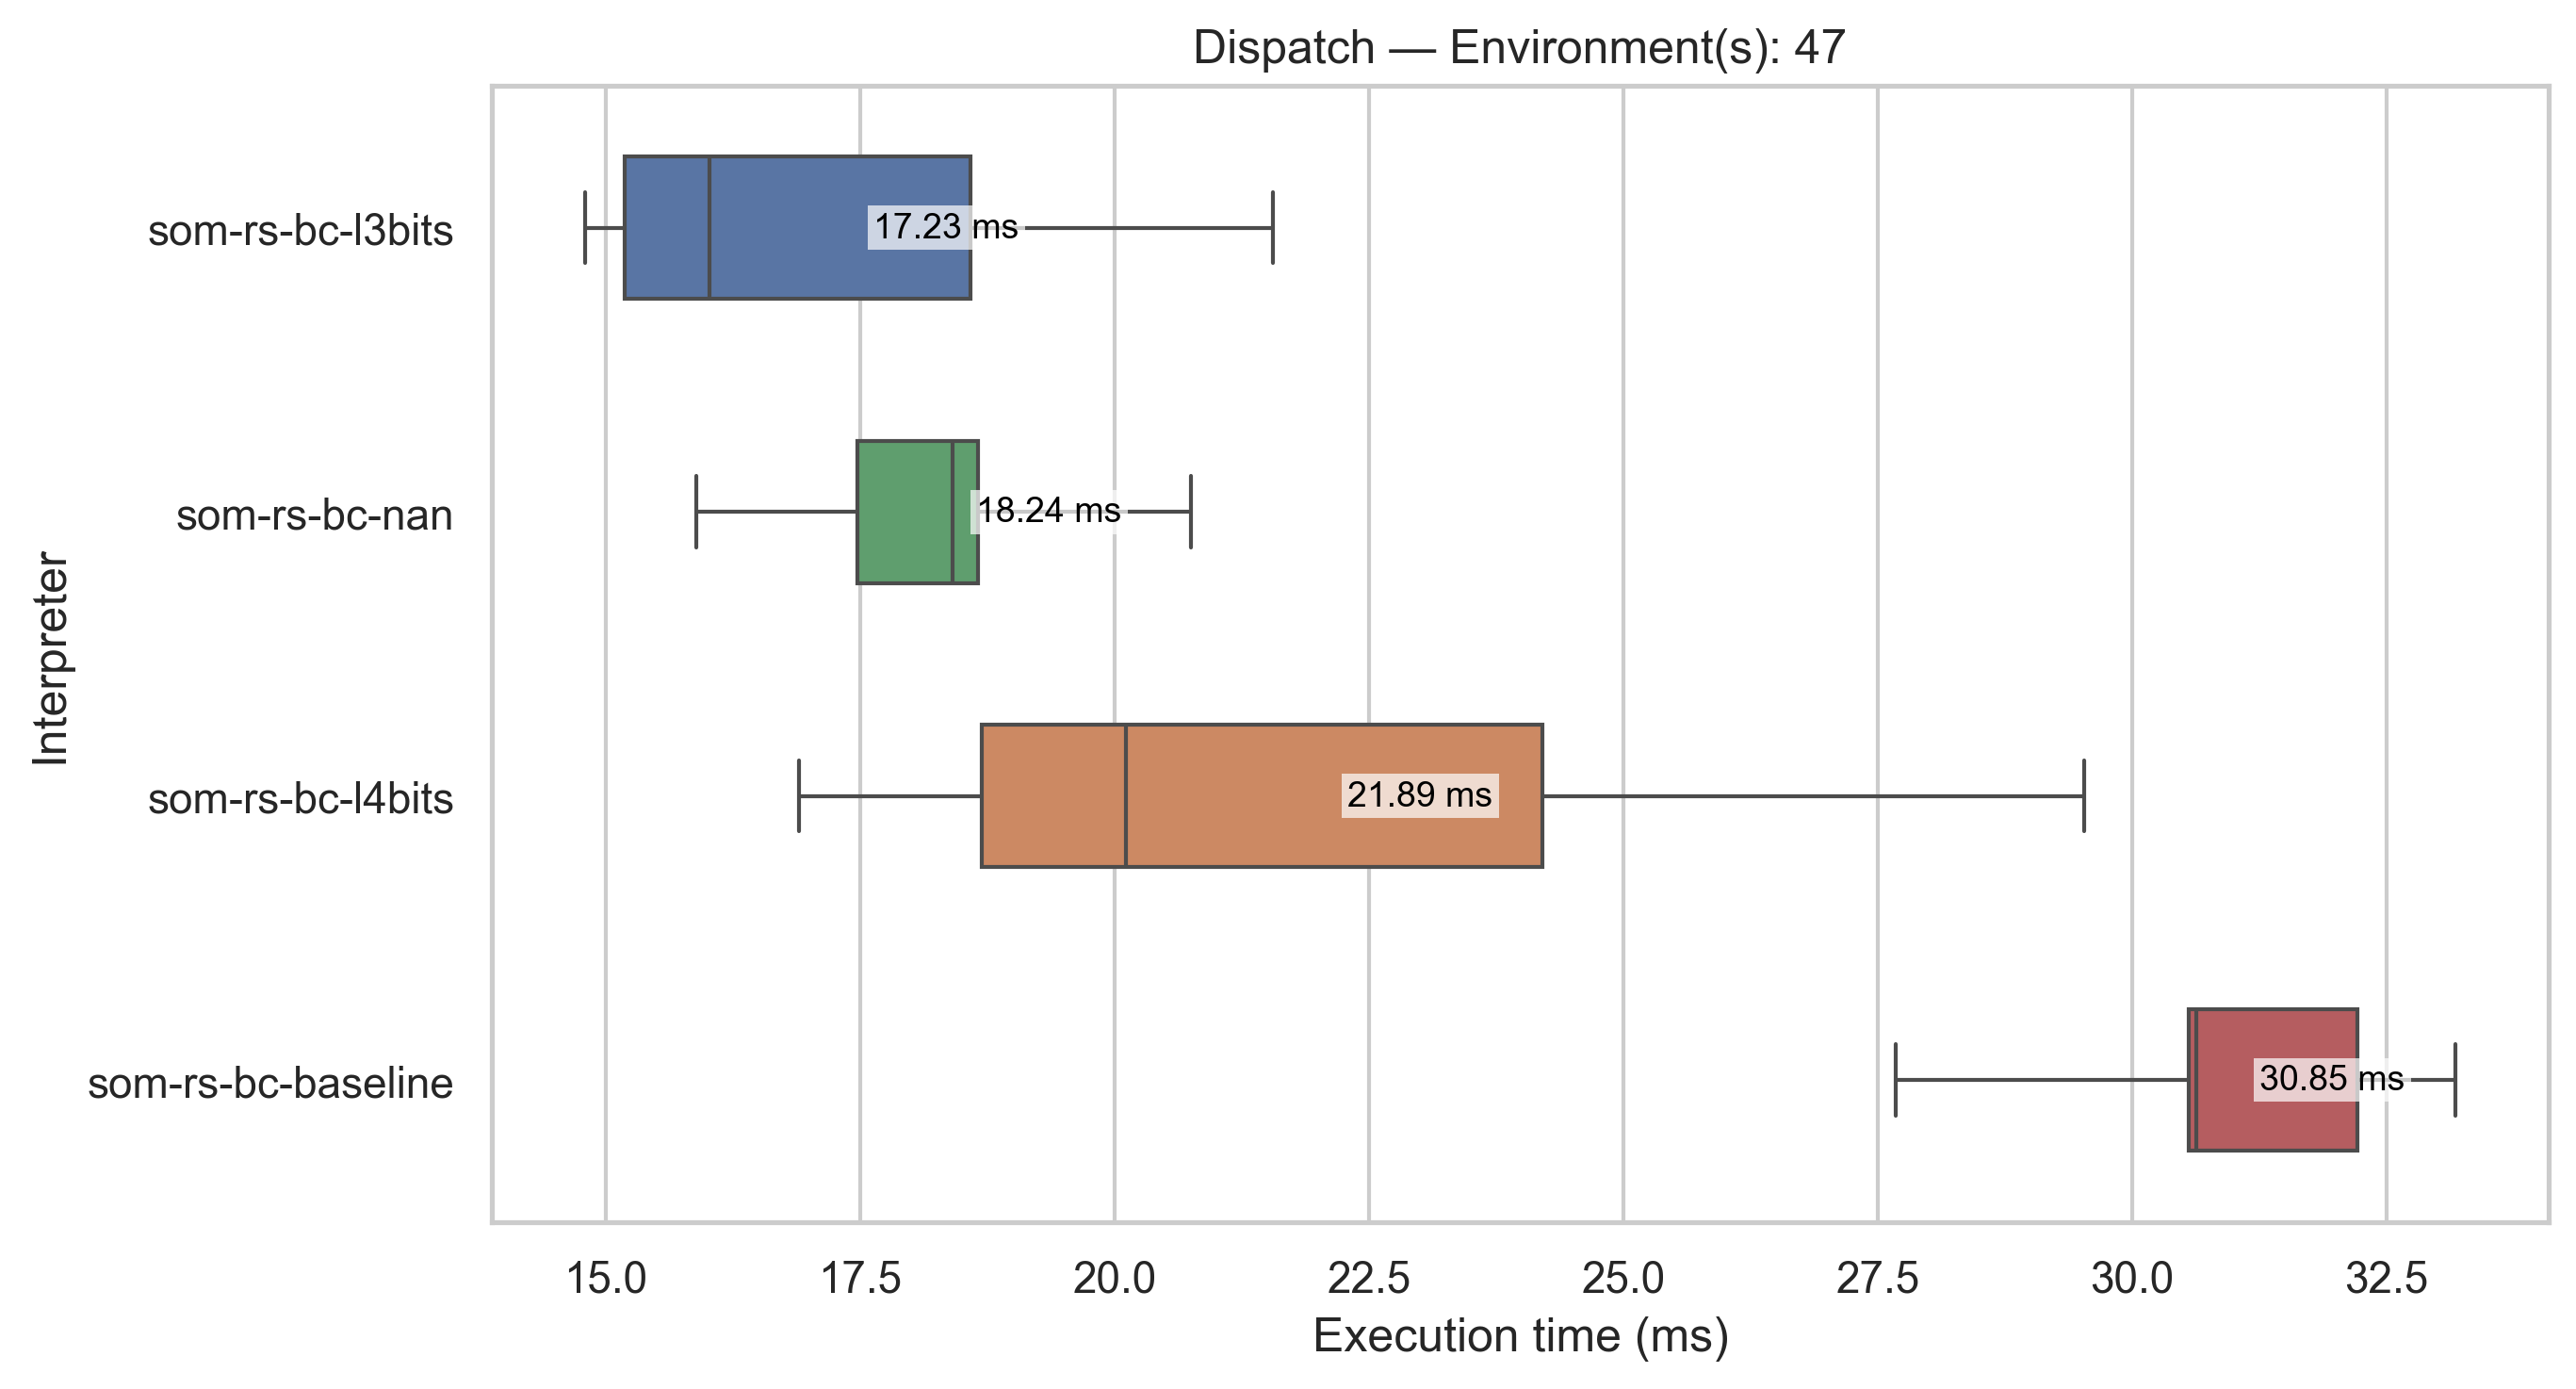 Dispatch — Environment(s): 47
Interpreter
som-rs-bc-l3bits
17.23 ms
som-rs-bc-nan
18.24 ms
som-rs-bc-l4bits
21.89 ms
som-rs-bc-baseline
30.85 ms
15.0 17.5 20.0 22.5 25.0 27.5 30.0 32.5
Execution time (ms)